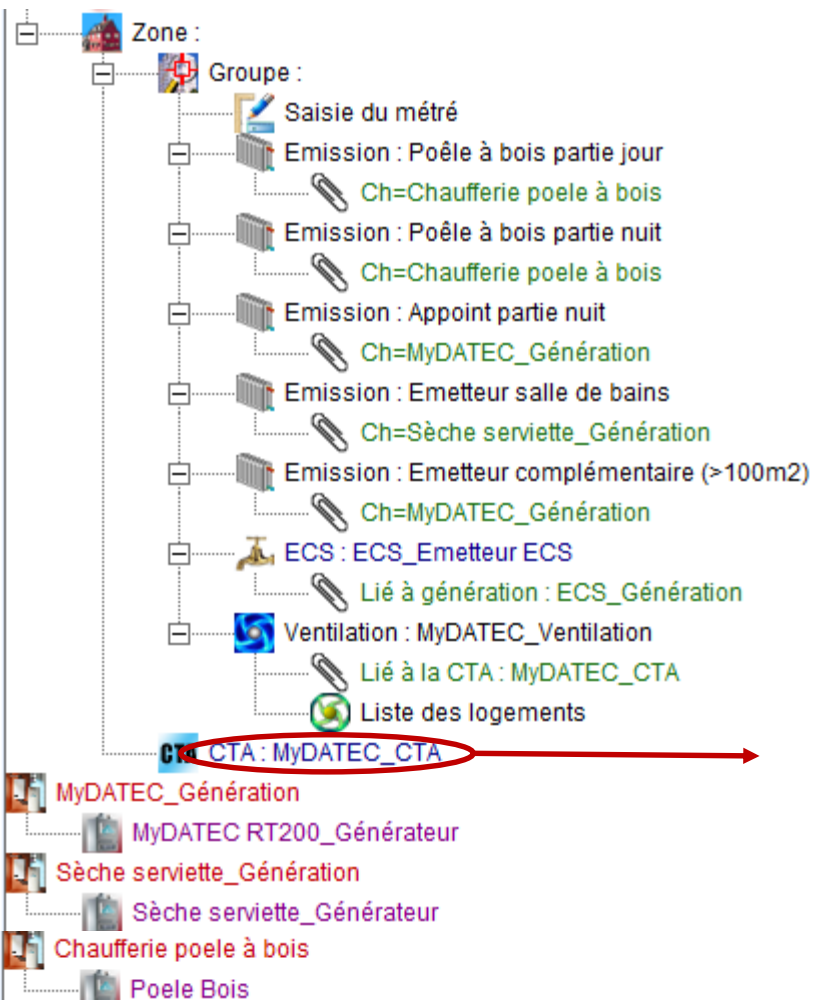 Zone :
Groupe :
Saisie du métré
Emission : Poêle à bois partie jour
Ch=Chaufferie poele à bois
Emission : Poêle à bois partie nuit
Ch=Chaufferie poele à bois
Emission : Appoint partie nuit
Ch=MyDATEC_Génération
Emission : Emetteur salle de bains
Ch=Sèche serviette_Génération
Emission : Emetteur complémentaire (>100m2)
Ch=MyDATEC_Génération
ECS : ECS_Emetteur ECS
Lié à génération : ECS_Génération
Ventilation : MyDATEC_Ventilation
Lié à la CTA : MyDATEC_CTA
Liste des logements
CTA CTA : MyDATEC_CTA
MyDATEC_Génération
MyDATEC RT200_Générateur
Sèche serviette_Génération
Sèche serviette_Générateur
Chaufferie poele à bois
Poele Bois